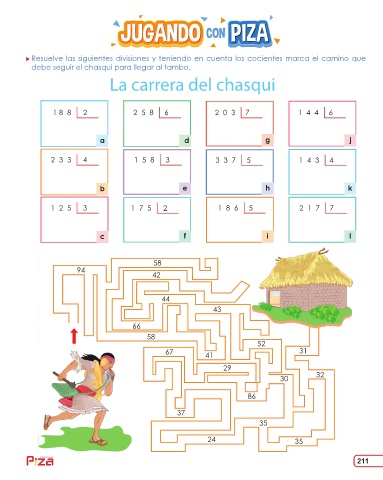 JUGANDO CON PIZA
Resuelve las siguientes divisiones y teniendo en cuenta los cocientes marca el camino que
debe seguir el chasqui para llegar al tambo.
La carrera del chasqui
188 2
258 6
203 7
144 6
a
d
g
j
233 4
158 3
337 5
143 4
b
e
h
k
125 3
175 2
186 5
217 7
c
f
i
l
58
94
42
44
43
66
58
52
67
41
31
29
30
32
86
37
35
24
35
Piza
211